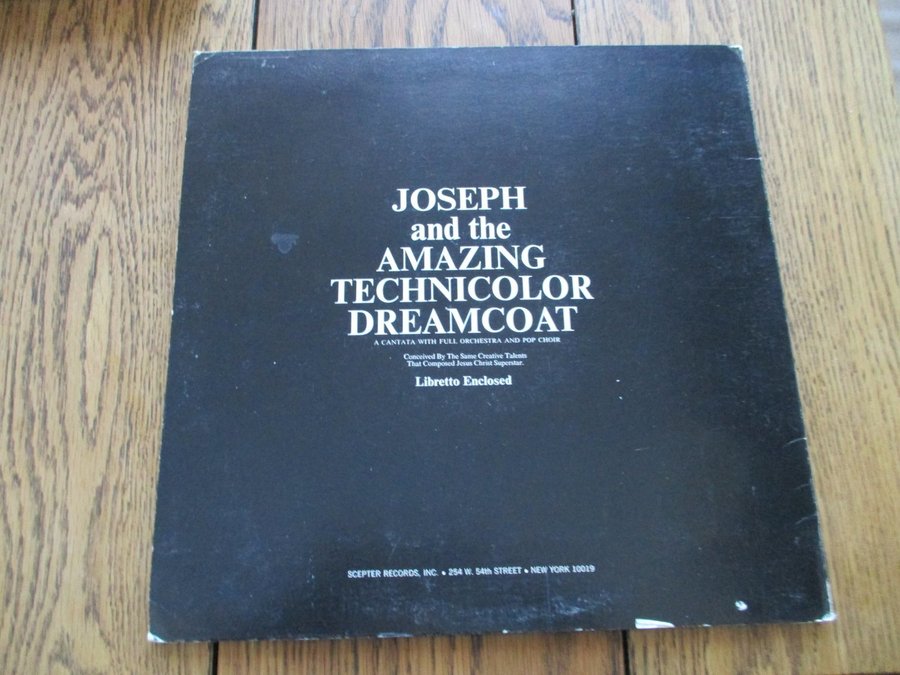 JOSEPH
and the
AMAZING
TECHNICOLOR
DREAMCOAT
A CANTATA WITH FULL ORCHESTRA AND POP CHOIR
Conceived By The Same Creative Talents
That Composed Jesus Christ Superstar.
Libretto Enclosed
SCEPTER RECORDS, INC. • 254 W. 54th STREET • NEW YORK 10019